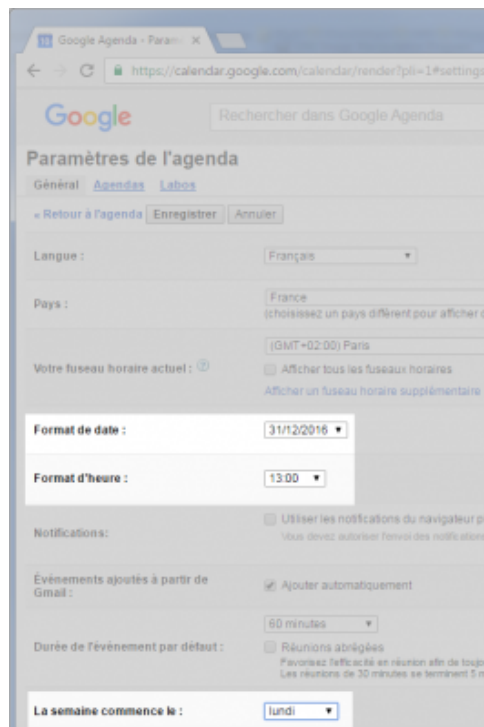 Google Agenda - Param
https://calendar.google.com/calendar/render?pli=1#settings
Google
Rechercher dans Google Agenda
Paramètres de l'agenda
Général Agendas Labos
« Retour à l'agenda Enregistrer Annuler
Langue : Français
Pays : France
(choisissez un pays différent pour afficher
Votre fuseau horaire actuel : (GMT+02:00) Paris
Afficher tous les fuseaux horaires
Afficher un fuseau horaire supplémentaire
Format de date : 31/12/2016
Format d'heure : 13:00
Notifications: Utiliser les notifications du navigateur
Vous devez autoriser l'envoi des notifications
Évènements ajoutés à partir de
Gmail : Ajouter automatiquement
Durée de l'évènement par défaut : 60 minutes
Réunions abrégées
Favorisez l'efficacité en réunion afin de
Les réunions de 30 minutes se terminent 5
La semaine commence le : lundi